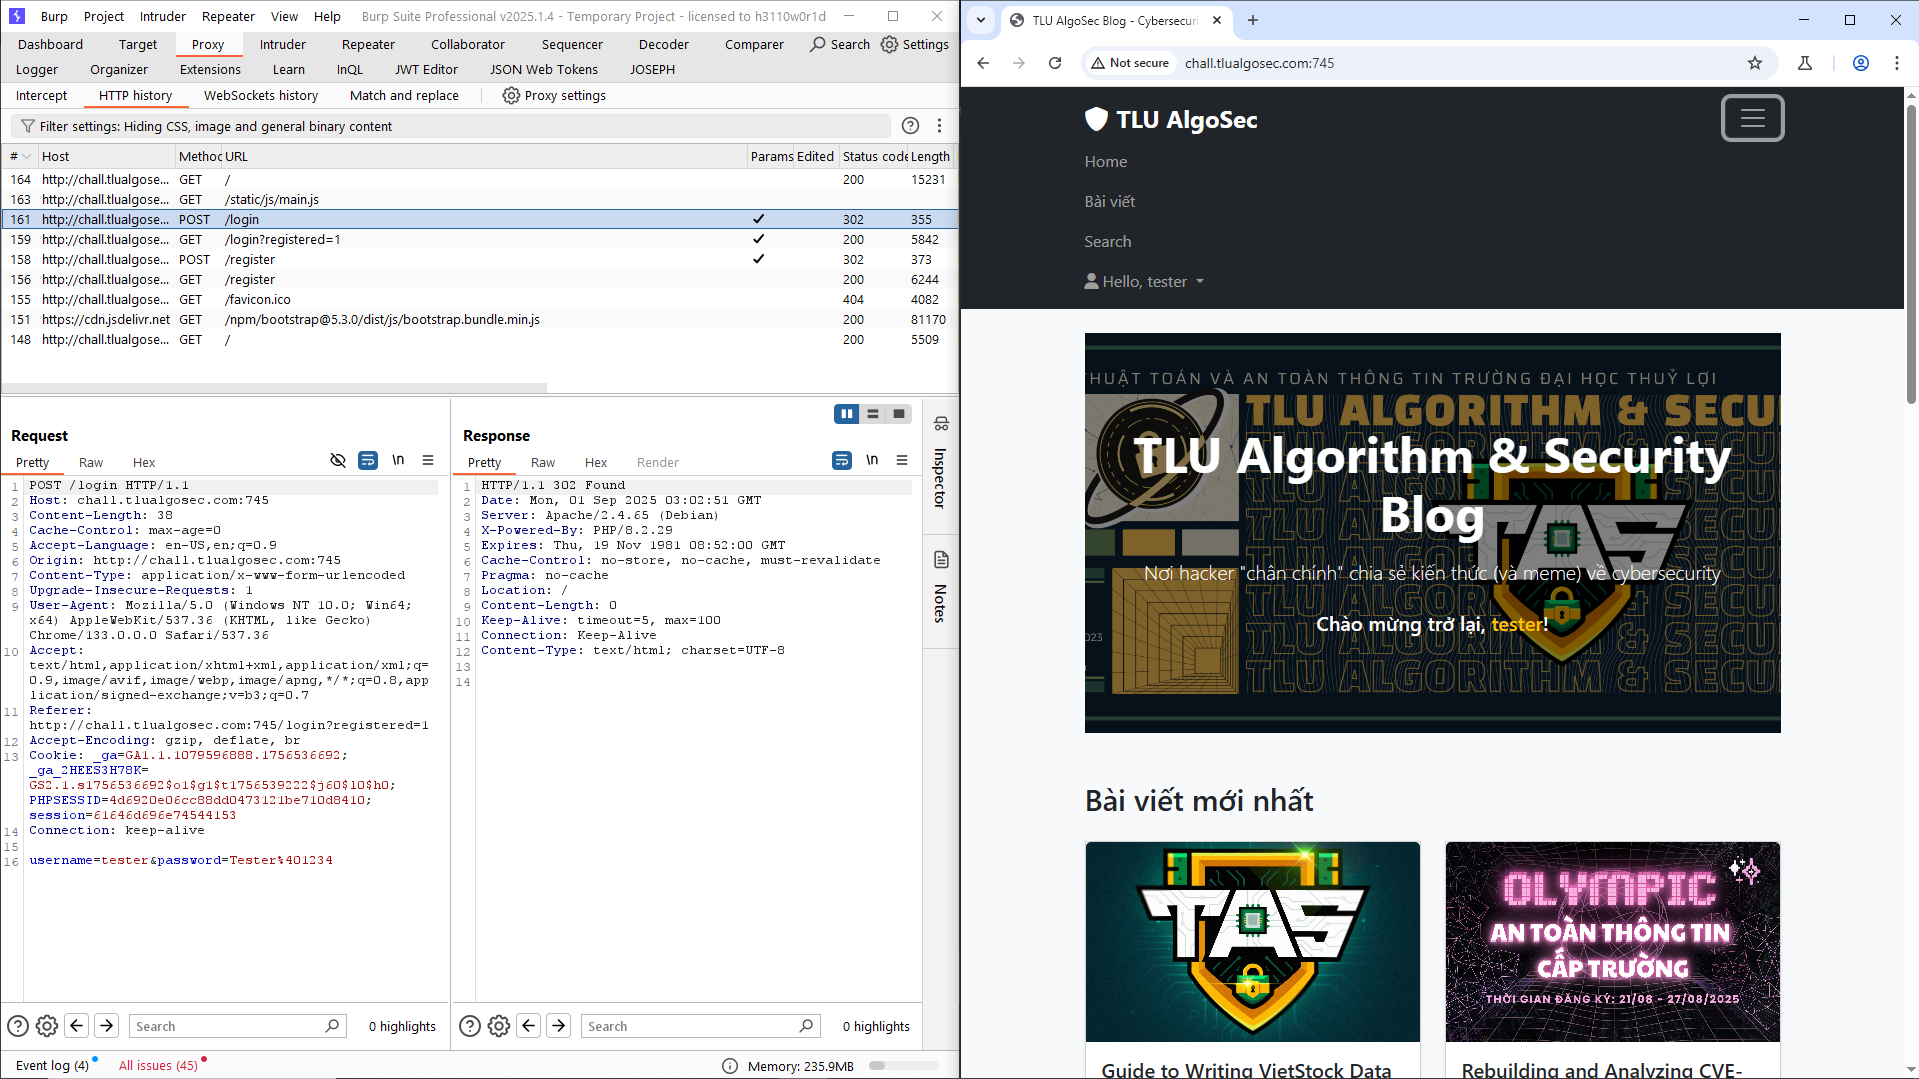 Burp Project Intruder Repeater View Help Burp Suite Professional v2025.1.4 - Temporary Project - licensed to h3110w0r1d
Dashboard Target Proxy Intruder Repeater Collaborator Sequencer Decoder Comparer Search Settings
Logger Organizer Extensions Learn InQL JWT Editor JSON Web Tokens JOSEPH
Intercept HTTP history WebSockets history Match and replace Proxy settings
Filter settings: Hiding CSS, image and general binary content
# Host Method URL Params Edited Status code Length
164 http://chall.tlualgose... GET / 200 15231
163 http://chall.tlualgose... GET /static/js/main.js
161 http://chall.tlualgose... POST /login ✓ 302 355
159 http://chall.tlualgose... GET /login?registered=1 ✓ 200 5842
158 http://chall.tlualgose... POST /register ✓ 302 373
156 http://chall.tlualgose... GET /register 200 6244
155 http://chall.tlualgose... GET /favicon.ico 404 4082
151 https://cdn.jsdelivr.net GET /npm/bootstrap@5.3.0/dist/js/bootstrap.bundle.min.js 200 81170
148 http://chall.tlualgose... GET / 200 5509
Request
Pretty Raw Hex \n
1 POST /login HTTP/1.1
2 Host: chall.tlualgosec.com:745
3 Content-Length: 38
4 Cache-Control: max-age=0
5 Accept-Language: en-US,en;q=0.9
6 Origin: http://chall.tlualgosec.com:745
7 Content-Type: application/x-www-form-urlencoded
8 Upgrade-Insecure-Requests: 1
9 User-Agent: Mozilla/5.0 (Windows NT 10.0; Win64;
x64) AppleWebKit/537.36 (KHTML, like Gecko)
Chrome/133.0.0.0 Safari/537.36
10 Accept:
text/html,application/xhtml+xml,application/xml;q=
0.9,image/avif,image/webp,image/apng,*/*;q=0.8,app
lication/signed-exchange;v=b3;q=0.7
11 Referer:
http://chall.tlualgosec.com:745/login?registered=1
12 Accept-Encoding: gzip, deflate, br
13 Cookie: _ga=GA1.1.1079596888.1756536692;
_ga_2HEES3H78K=
GS2.1.s1756536692$o1$g1$t1756539222$j60$l0$h0;
PHPSESSID=4d6920e06cc88dd0473121be710d8410;
session=61646d696e74544153
14 Connection: keep-alive
15
16 username=tester&password=Tester%401234
Search 0 highlights
Response
Pretty Raw Hex Render \n
1 HTTP/1.1 302 Found
2 Date: Mon, 01 Sep 2025 03:02:51 GMT
3 Server: Apache/2.4.65 (Debian)
4 X-Powered-By: PHP/8.2.29
5 Expires: Thu, 19 Nov 1981 08:52:00 GMT
6 Cache-Control: no-store, no-cache, must-revalidate
7 Pragma: no-cache
8 Location: /
9 Content-Length: 0
10 Keep-Alive: timeout=5, max=100
11 Connection: Keep-Alive
12 Content-Type: text/html; charset=UTF-8
13
14
Search 0 highlights
Inspector
Notes
Event log (4) All issues (45) Memory: 235.9MB
TLU AlgoSec Blog - Cybersecuri
Not secure chall.tlualgosec.com:745
TLU AlgoSec
Home
Bài viết
Search
Hello, tester
THUẬT TOÁN VÀ AN TOÀN THÔNG TIN TRƯỜNG ĐẠI HỌC THUỶ LỢI
TLU ALGORITHM & SECU
TLU Algorithm & Security
Blog
TAS
Nơi hacker "chân chính" chia sẻ kiến thức (và meme) về cybersecurity
Chào mừng trở lại, tester!
2023
TLU ALGORITHM & SECU
Bài viết mới nhất
TAS
OLYMPIC
AN TOÀN THÔNG TIN
CẤP TRƯỜNG
THỜI GIAN ĐĂNG KÝ: 21/08 - 27/08/2025
Guide to Writing VietStock Data
Rebuilding and Analyzing CVE-